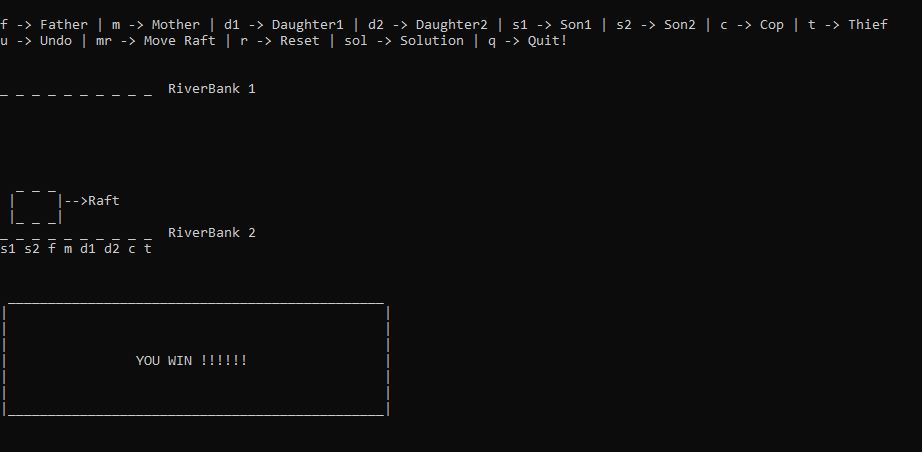 f -> Father | m -> Mother | d1 -> Daughter1 | d2 -> Daughter2 | s1 -> Son1 | s2 -> Son2 | c -> Cop | t -> Thief
u -> Undo | mr -> Move Raft | r -> Reset | sol -> Solution | q -> Quit!
_ _ _ _ _ _ _ _ _ _  RiverBank 1
|-->Raft
_ _ _ _ _ _ _ _ _ _  RiverBank 2
s1 s2 f m d1 d2 c t
YOU WIN !!!!!!